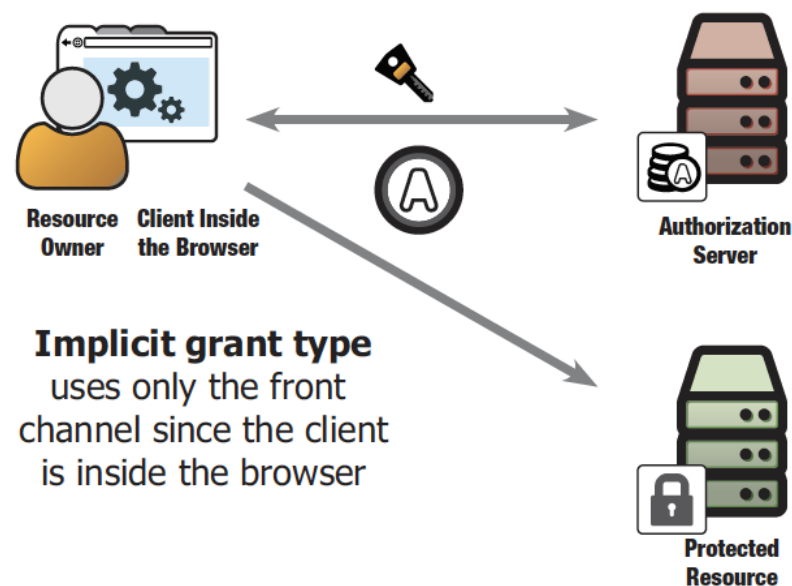 Resource Owner
Client Inside the Browser
A
A
Authorization
Server
Implicit grant type
uses only the front
channel since the client
is inside the browser
Protected
Resource